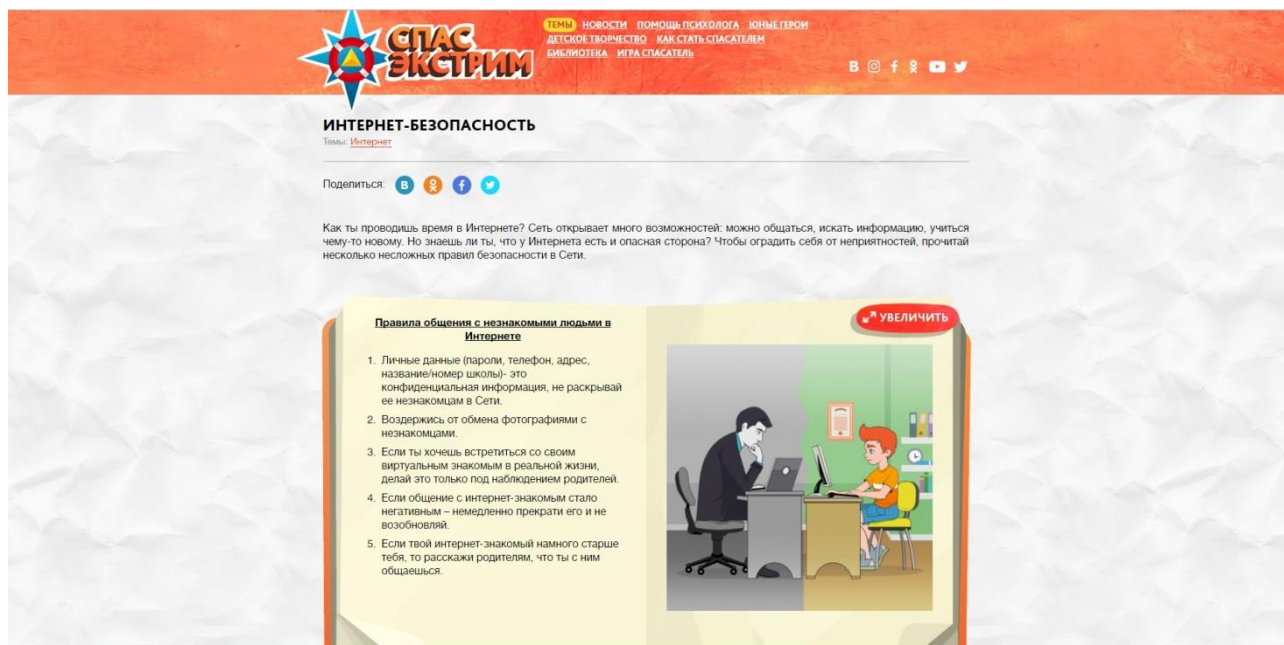 СПАС
ЭКСТРИМ
ТЕМЫ НОВОСТИ ПОМОЩЬ ПСИХОЛОГА ЮНЫЕ ГЕРОИ
ДЕТСКОЕ ТВОРЧЕСТВО КАК СТАТЬ СПАСАТЕЛЕМ
БИБЛИОТЕКА ИГРА СПАСАТЕЛЬ
ИНТЕРНЕТ-БЕЗОПАСНОСТЬ
Темы: Интернет
Поделиться:
Как ты проводишь время в Интернете? Сеть открывает много возможностей: можно общаться, искать информацию, учиться
чему-то новому. Но знаешь ли ты, что у Интернета есть и опасная сторона? Чтобы оградить себя от неприятностей, прочитай
несколько несложных правил безопасности в Сети.
УВЕЛИЧИТЬ
Правила общения с незнакомыми людьми в
Интернете
1. Личные данные (пароли, телефон, адрес,
название/номер школы)- это
конфиденциальная информация, не раскрывай
ее незнакомцам в Сети.
2. Воздержись от обмена фотографиями с
незнакомцами.
3. Если ты хочешь встретиться со своим
виртуальным знакомым в реальной жизни,
делай это только под наблюдением родителей.
4. Если общение с интернет-знакомым стало
негативным – немедленно прекрати его и не
возобновляй.
5. Если твой интернет-знакомый намного старше
тебя, то расскажи родителям, что ты с ним
общаешься.